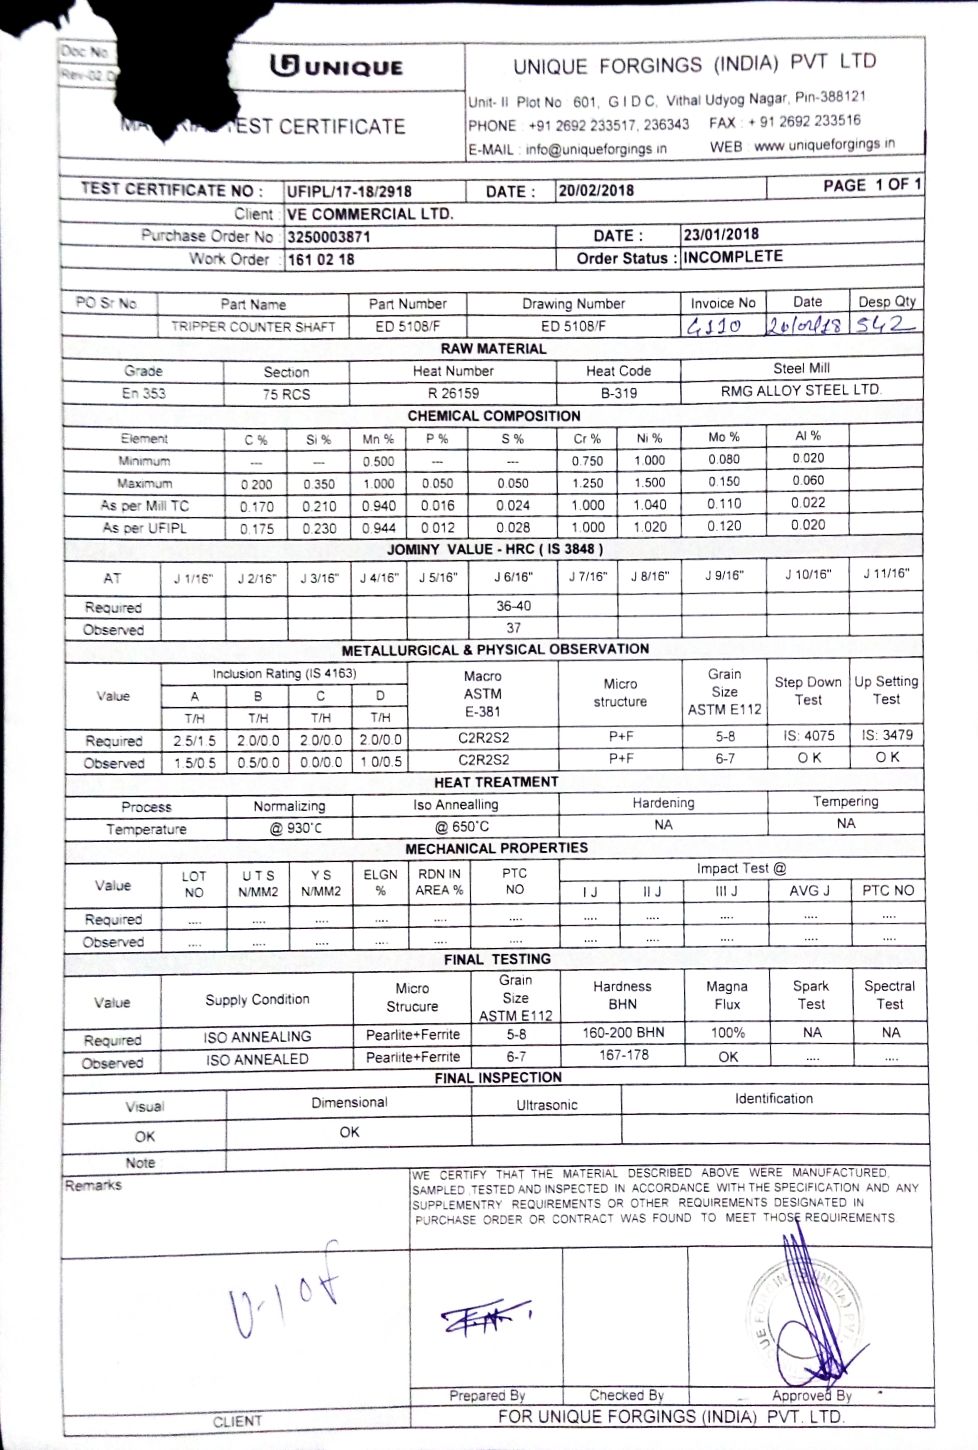 Doc No
Rev-02 D
UNIQUE
TEST CERTIFICATE
UNIQUE FORGINGS (INDIA) PVT LTD
Unit- II Plot No 601, G I D C, Vithal Udyog Nagar, Pin-388121
PHONE : +91 2692 233517, 236343 FAX : + 91 2692 233516
E-MAIL : info@uniqueforgings in WEB : www uniqueforgings in
TEST CERTIFICATE NO : UFIPL/17-18/2918 DATE : 20/02/2018 PAGE 1 OF 1
Client : VE COMMERCIAL LTD.
Purchase Order No : 3250003871 DATE : 23/01/2018
Work Order : 161 02 18 Order Status : INCOMPLETE
PO Sr No Part Name Part Number Drawing Number Invoice No Date Desp Qty
TRIPPER COUNTER SHAFT ED 5108/F ED 5108/F 4110 20/02/18 542
RAW MATERIAL
Grade Section Heat Number Heat Code Steel Mill
En 353 75 RCS R 26159 B-319 RMG ALLOY STEEL LTD.
CHEMICAL COMPOSITION
Element C % Si % Mn % P % S % Cr % Ni % Mo % Al %
Minimum --- --- 0.500 --- --- 0.750 1.000 0.080 0.020
Maximum 0 200 0.350 1.000 0.050 0.050 1.250 1.500 0.150 0.060
As per Mill TC 0.170 0.210 0.940 0.016 0.024 1.000 1.040 0.110 0.022
As per UFIPL 0.175 0.230 0.944 0 012 0.028 1.000 1.020 0.120 0.020
JOMINY VALUE - HRC ( IS 3848 )
AT J 1/16" J 2/16" J 3/16" J 4/16" J 5/16" J 6/16" J 7/16" J 8/16" J 9/16" J 10/16" J 11/16"
Required 36-40
Observed 37
METALLURGICAL & PHYSICAL OBSERVATION
Value Inclusion Rating (IS 4163) Macro ASTM E-381 Micro structure Grain Size ASTM E112 Step Down Test Up Setting Test
A B C D
T/H T/H T/H T/H
Required 2 5/1.5 2 0/0 0 2 0/0.0 2.0/0.0 C2R2S2 P+F 5-8 IS: 4075 IS: 3479
Observed 1.5/0 5 0.5/0 0 0 0/0.0 1 0/0.5 C2R2S2 P+F 6-7 O K O K
HEAT TREATMENT
Process Normalizing Iso Annealling Hardening Tempering
Temperature @ 930°C @ 650°C NA NA
MECHANICAL PROPERTIES
Value LOT NO U T S N/MM2 Y S N/MM2 ELGN % RDN IN AREA % PTC NO Impact Test @
I J II J III J AVG J PTC NO
Required .... .... .... .... .... .... .... .... .... .... ....
Observed .... .... .... .... .... .... .... .... .... .... ....
FINAL TESTING
Value Supply Condition Micro Strucure Grain Size ASTM E112 Hardness BHN Magna Flux Spark Test Spectral Test
Required ISO ANNEALING Pearlite+Ferrite 5-8 160-200 BHN 100% NA NA
Observed ISO ANNEALED Pearlite+Ferrite 6-7 167-178 OK .... ....
FINAL INSPECTION
Visual Dimensional Ultrasonic Identification
OK OK
Note
Remarks
WE CERTIFY THAT THE MATERIAL DESCRIBED ABOVE WERE MANUFACTURED,
SAMPLED ,TESTED AND INSPECTED IN ACCORDANCE WITH THE SPECIFICATION AND ANY
SUPPLEMENTRY REQUIREMENTS OR OTHER REQUIREMENTS DESIGNATED IN
PURCHASE ORDER OR CONTRACT WAS FOUND TO MEET THOSE REQUIREMENTS
Prepared By Checked By Approved By
CLIENT FOR UNIQUE FORGINGS (INDIA) PVT. LTD.